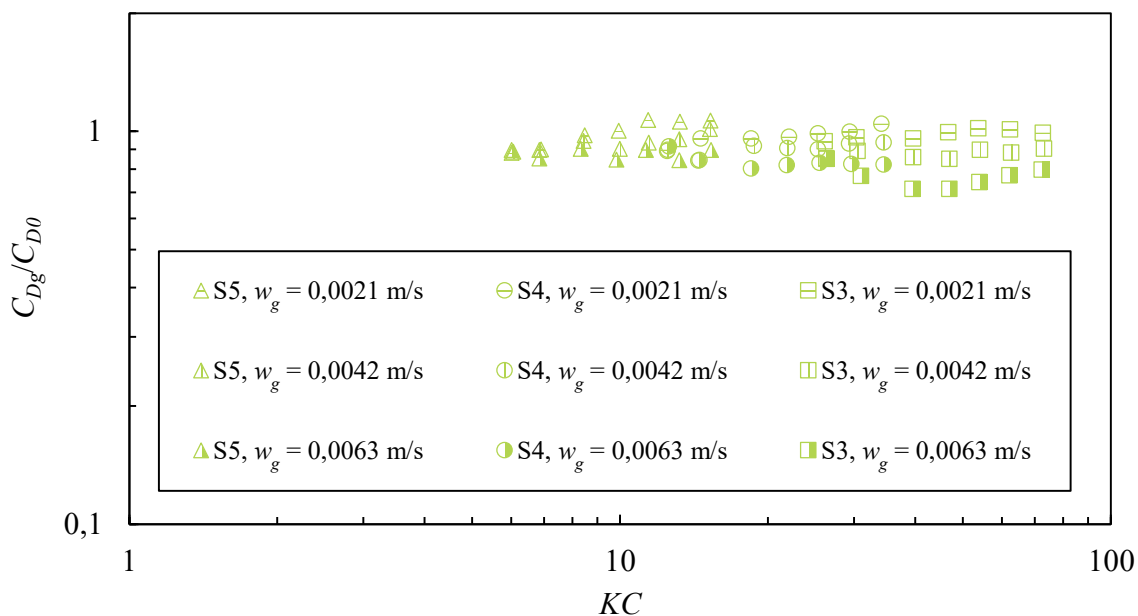 C_Dg/C_D0
1
0,1
S5, w_g = 0,0021 m/s
S4, w_g = 0,0021 m/s
S3, w_g = 0,0021 m/s
S5, w_g = 0,0042 m/s
S4, w_g = 0,0042 m/s
S3, w_g = 0,0042 m/s
S5, w_g = 0,0063 m/s
S4, w_g = 0,0063 m/s
S3, w_g = 0,0063 m/s
1
10
100
KC